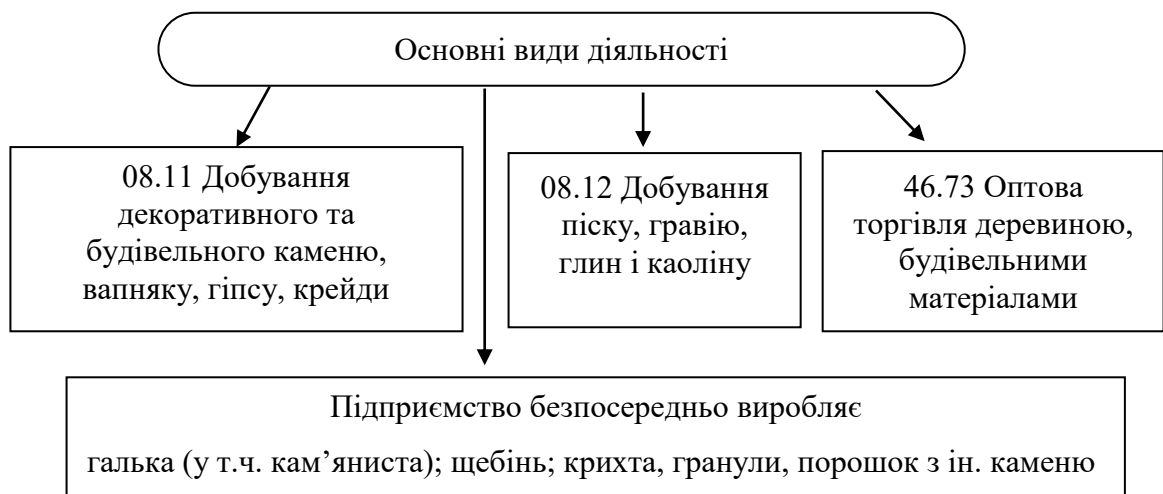 Основні види діяльності
08.11 Добування
декоративного та
будівельного каменю,
вапняку, гіпсу, крейди
08.12 Добування
піску, гравію,
глин і каоліну
46.73 Оптова
торгівля деревиною,
будівельними
матеріалами
Підприємство безпосередньо виробляє
галька (у т.ч. кам’яниста); щебінь; крихта, гранули, порошок з ін. каменю